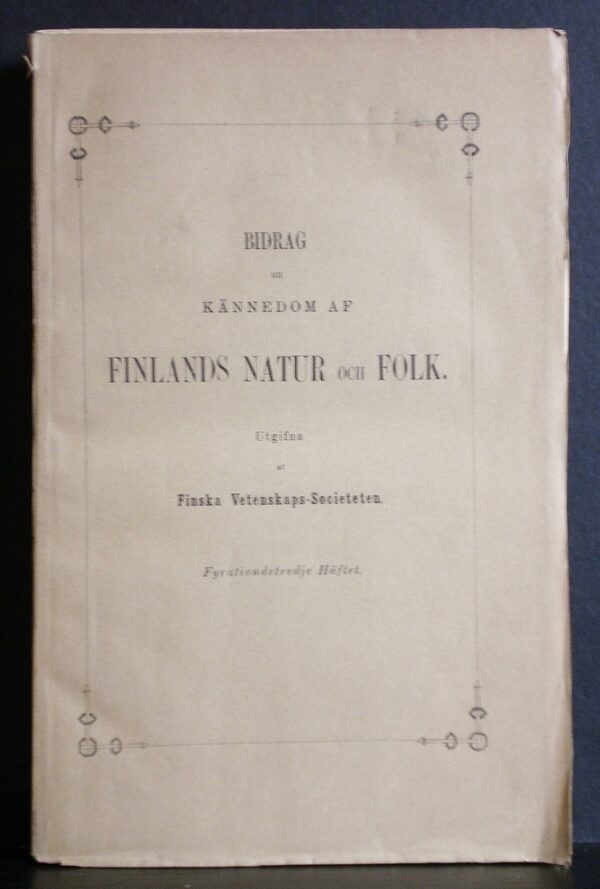 BIDRAG
till
KÄNNEDOM AF
FINLANDS NATUR OCH FOLK.
Utgifna
af
Finska Vetenskaps-Societeten.
Fyrationdetredje Häftet.